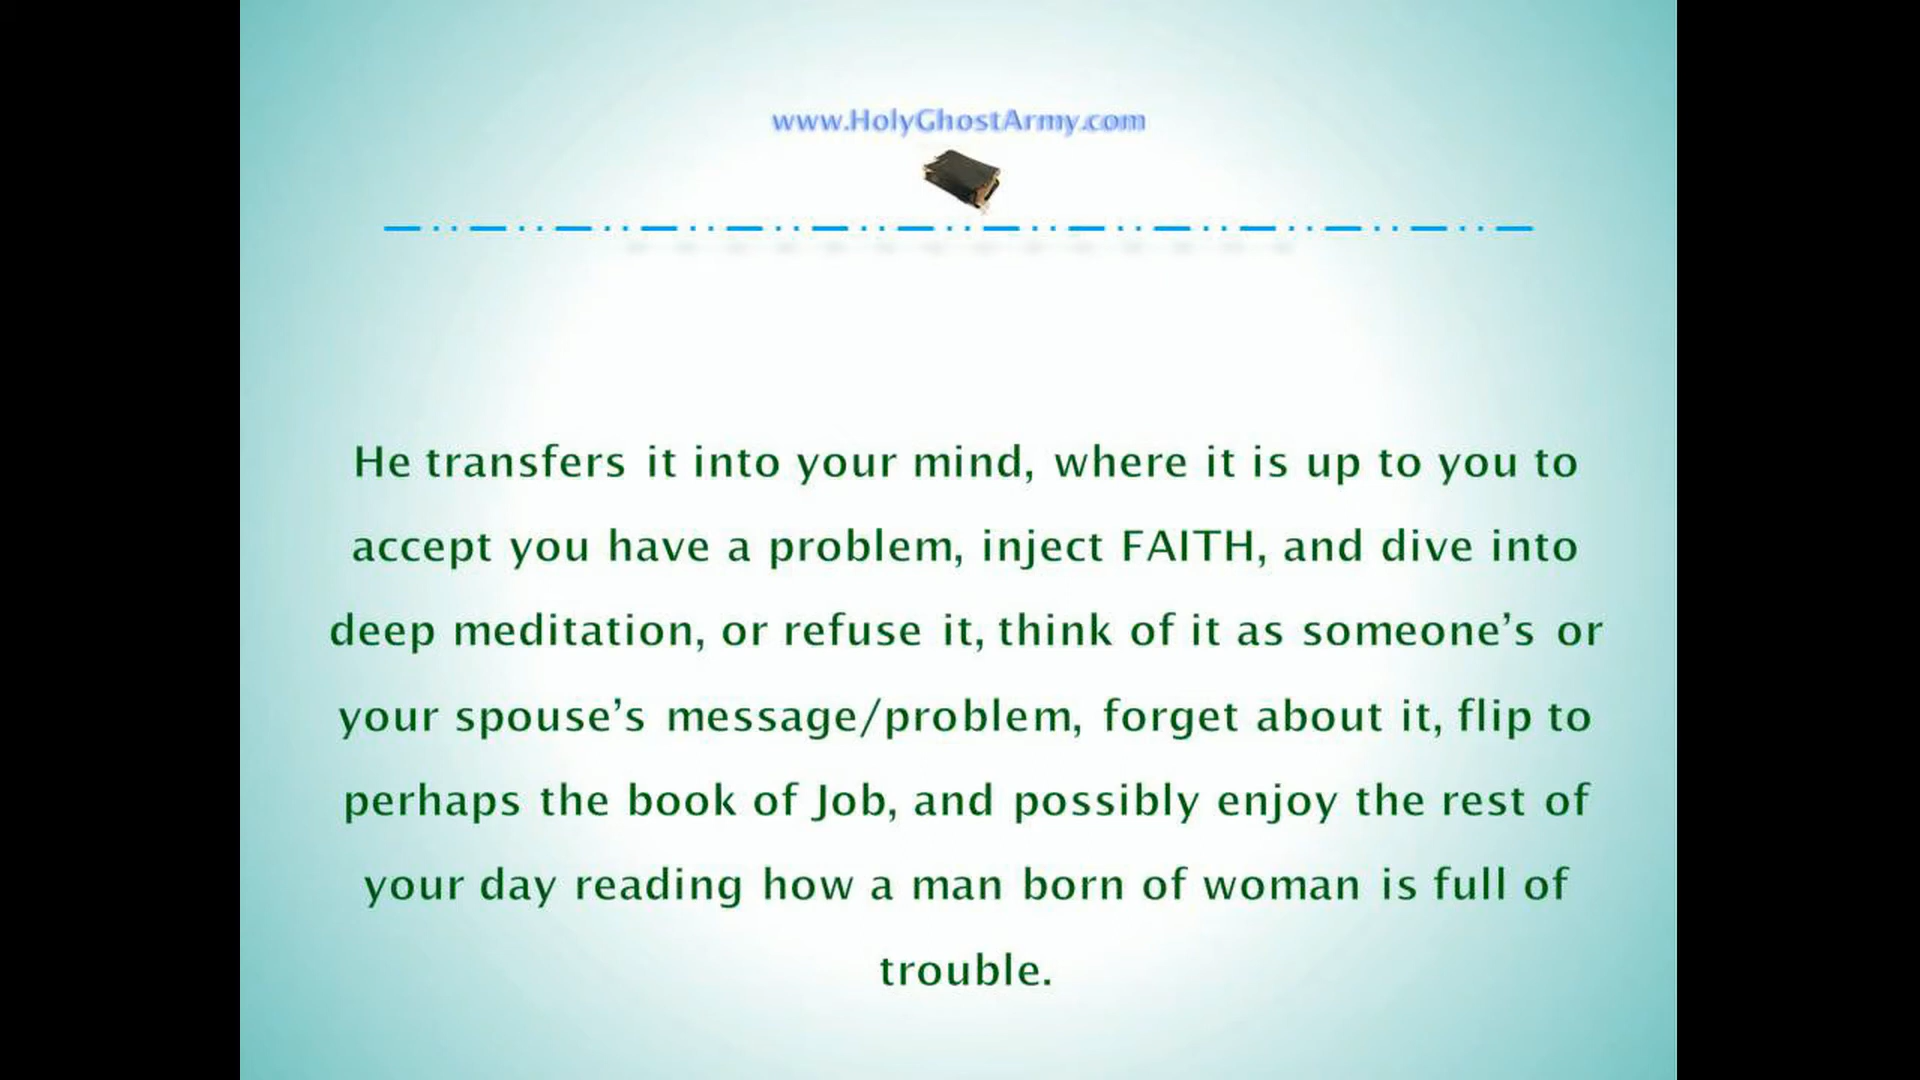 www.HolyGhostArmy.com
He transfers it into your mind, where it is up to you to
accept you have a problem, inject FAITH, and dive into
deep meditation, or refuse it, think of it as someone’s or
your spouse’s message/problem, forget about it, flip to
perhaps the book of Job, and possibly enjoy the rest of
your day reading how a man born of woman is full of
trouble.